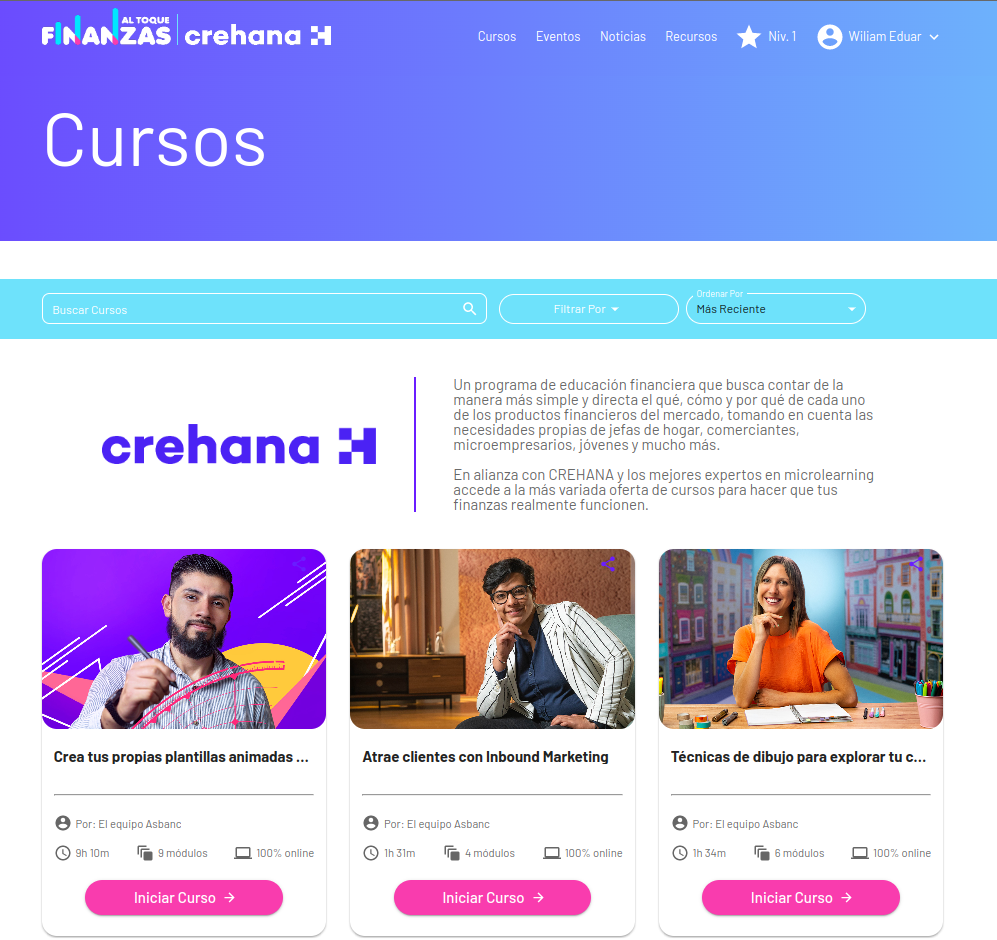 AL TOQUE
FINANZAS
crehana
Cursos
Eventos
Noticias
Recursos
Niv. 1
Wiliam Eduar
Cursos
Buscar Cursos
Filtrar Por
Ordenar Por
Más Reciente
crehana
Un programa de educación financiera que busca contar de la
manera más simple y directa el qué, cómo y por qué de cada uno
de los productos financieros del mercado, tomando en cuenta las
necesidades propias de jefas de hogar, comerciantes,
microempresarios, jóvenes y mucho más.
En alianza con CREHANA y los mejores expertos en microlearning
accede a la más variada oferta de cursos para hacer que tus
finanzas realmente funcionen.
Crea tus propias plantillas animadas ...
Por: El equipo Asbanc
9h 10m
9 módulos
100% online
Iniciar Curso
Atrae clientes con Inbound Marketing
Por: El equipo Asbanc
1h 31m
4 módulos
100% online
Iniciar Curso
Técnicas de dibujo para explorar tu c...
Por: El equipo Asbanc
1h 34m
6 módulos
100% online
Iniciar Curso